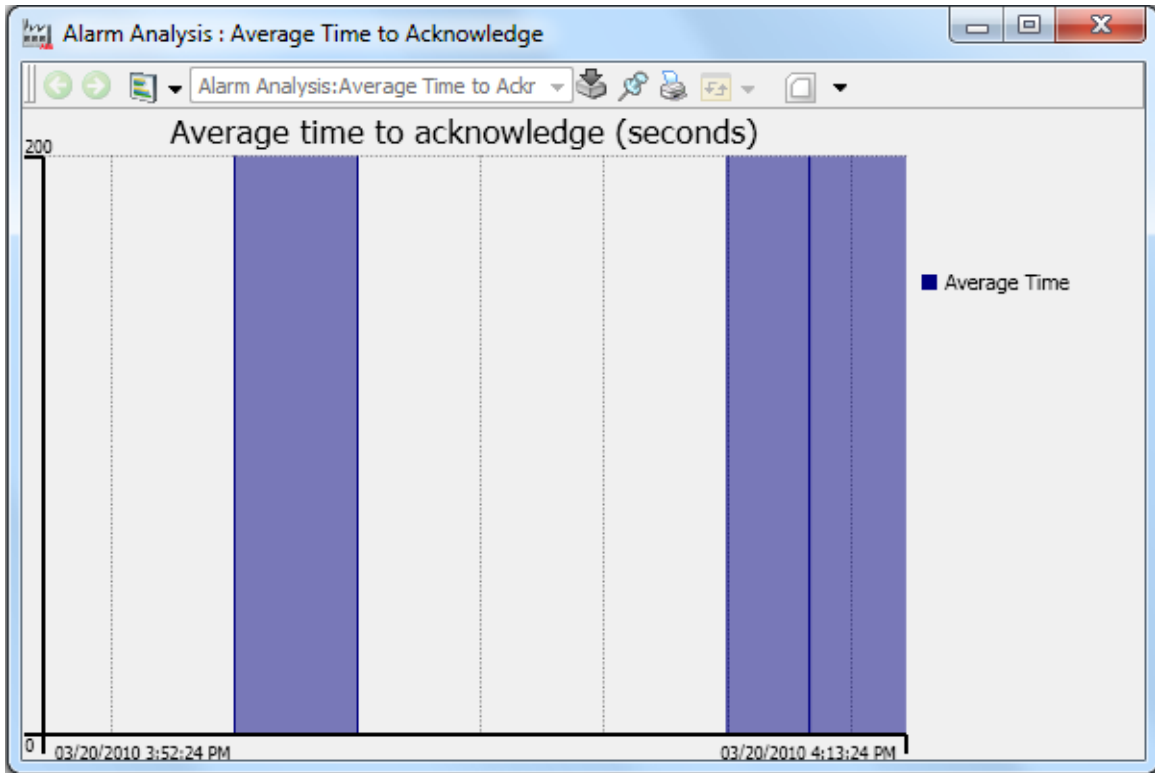 Alarm Analysis : Average Time to Acknowledge
Alarm Analysis:Average Time to Ackr
Average time to acknowledge (seconds)
200
Average Time
0
03/20/2010 3:52:24 PM
03/20/2010 4:13:24 PM